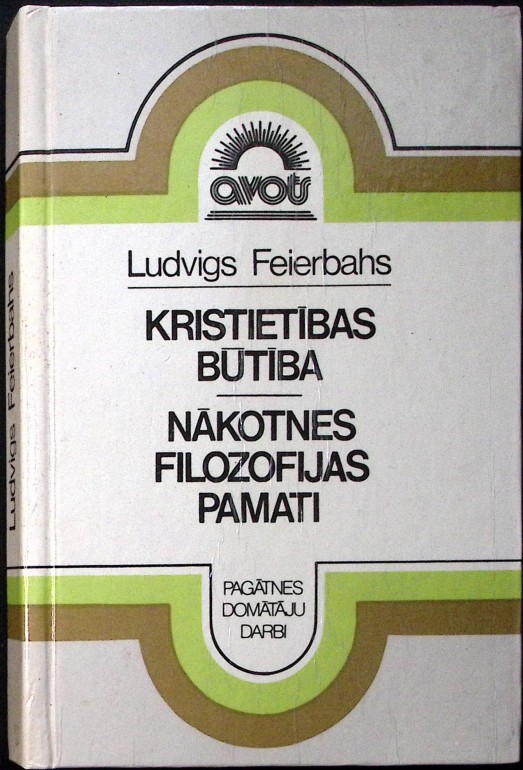 avots
Ludvigs Feierbahs
KRISTIETĪBAS
BŪTĪBA
NĀKOTNES
FILOZOFIJAS
PAMATI
PAGĀTNES
DOMĀTĀJU
DARBI
Ludvigs Feierbahs